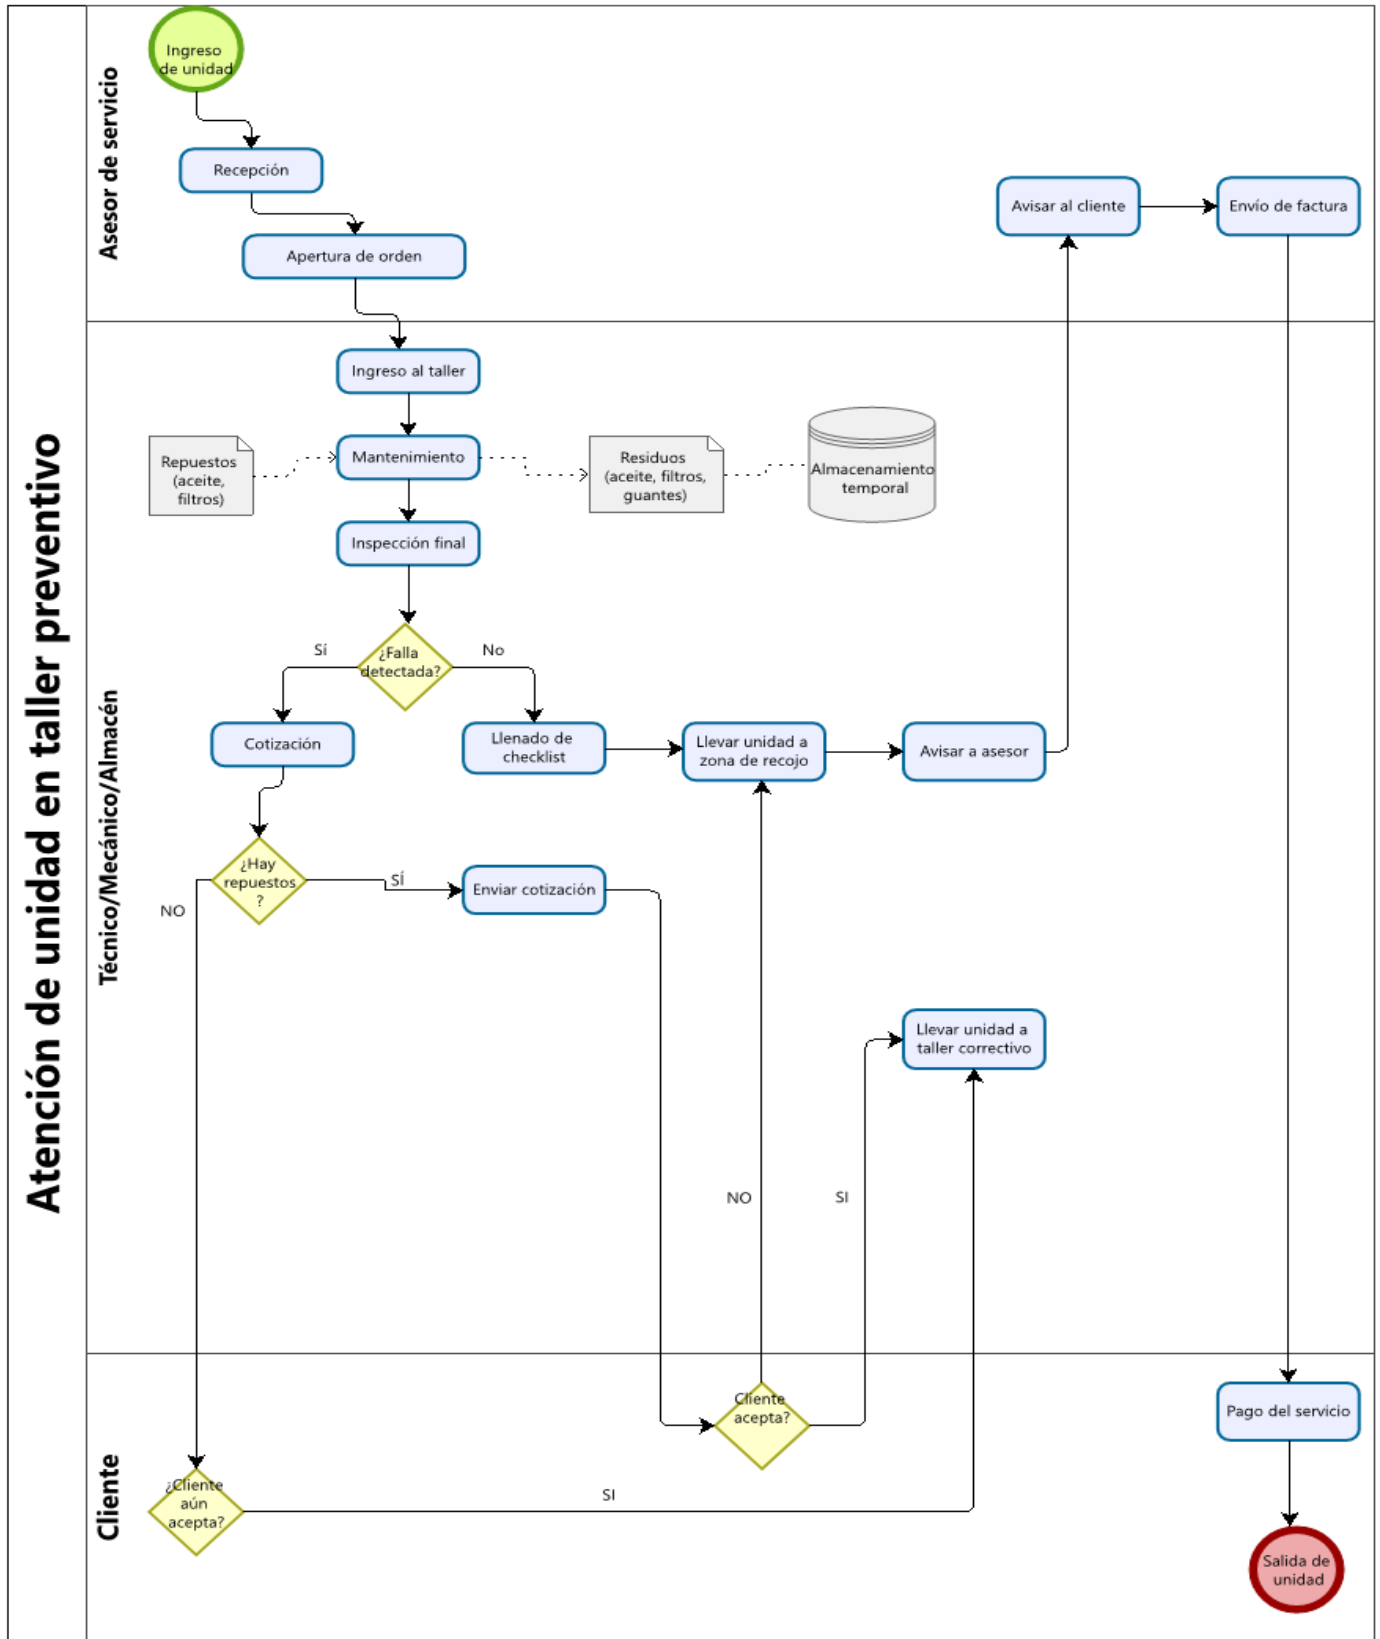 Atención de unidad en taller preventivo
Asesor de servicio
Ingreso
de unidad
Recepción
Apertura de orden
Avisar al cliente
Envío de factura
Técnico/Mecánico/Almacén
Ingreso al taller
Repuestos
(aceite,
filtros)
Mantenimiento
Residuos
(aceite, filtros,
guantes)
Almacenamiento
temporal
Inspección final
¿Falla
detectada?
Sí
No
Cotización
Llenado de
checklist
Llevar unidad a
zona de recojo
Avisar a asesor
¿Hay
repuestos
?
NO
SÍ
Enviar cotización
Llevar unidad a
taller correctivo
NO
SI
Cliente
Cliente
acepta?
Pago del servicio
¿Cliente
aún
acepta?
SI
Salida de
unidad